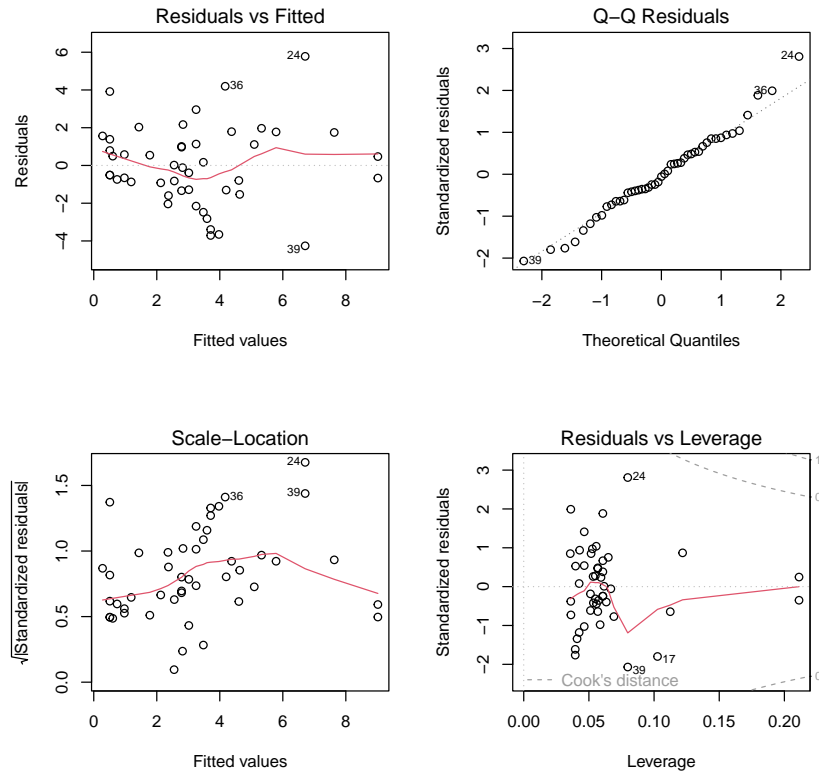 Residuals vs Fitted
Residuals
6
4
2
0
−2
−4
24
36
39
0 2 4 6 8
Fitted values
Q−Q Residuals
Standardized residuals
3
2
1
0
−1
−2
24
36
39
−2 −1 0 1 2
Theoretical Quantiles
Scale−Location
√|Standardized residuals|
1.5
1.0
0.5
0.0
24
39
36
0 2 4 6 8
Fitted values
Residuals vs Leverage
Standardized residuals
3
2
1
0
−1
−2
24
17
39
Cook's distance
0.00 0.05 0.10 0.15 0.20
Leverage